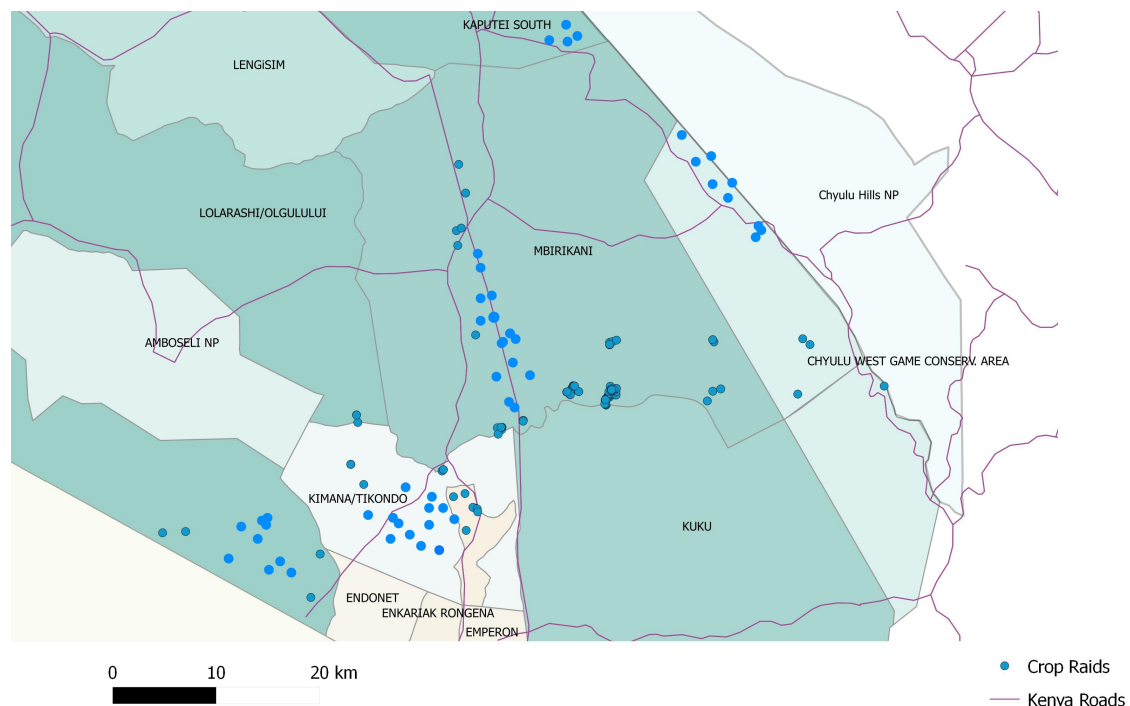 KAPUTEI SOUTH
LENGiSIM
Chyulu Hills NP
LOLARASHI/OLGULULUI
MBIRIKANI
AMBOSELI NP
CHYULU WEST GAME CONSERV. AREA
KIMANA/TIKONDO
KUKU
ENDONET
ENKARIAK RONGENA
EMPERON
0 10 20 km
Crop Raids
Kenya Roads